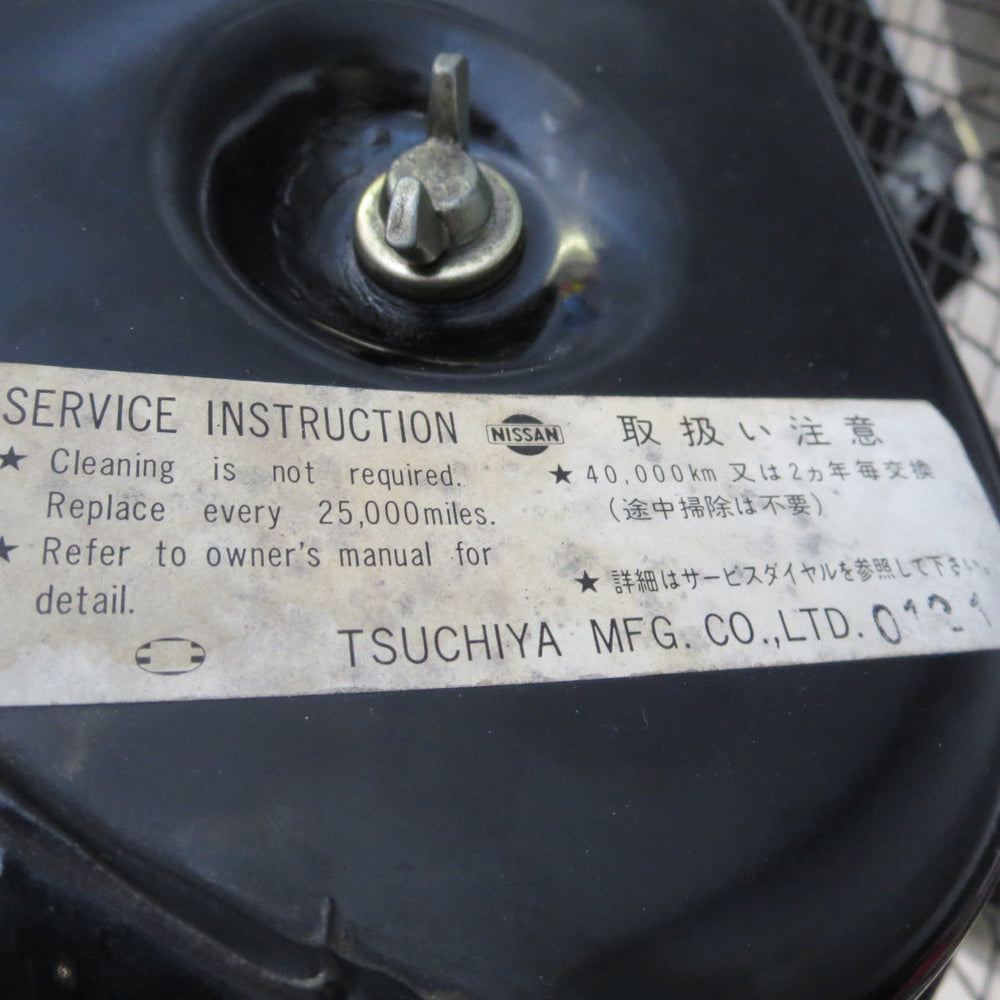 SERVICE INSTRUCTION
★ Cleaning is not required.
Replace every 25,000miles.
★ Refer to owner's manual for
detail.
NISSAN
取扱い注意
★ 40,000km 又は2ヵ年毎交換
(途中掃除は不要)
★ 詳細はサービスダイヤルを参照して下さい。
TSUCHIYA MFG. CO.,LTD.